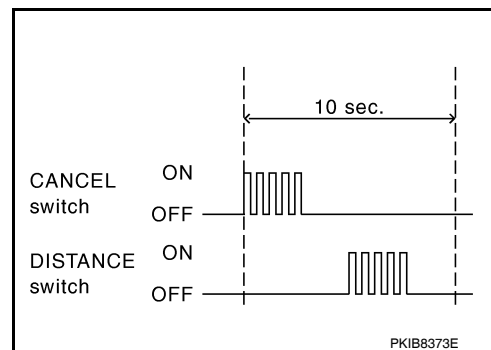 10 sec.
CANCEL
switch
ON
OFF
DISTANCE
switch
ON
OFF
PKIB8373E